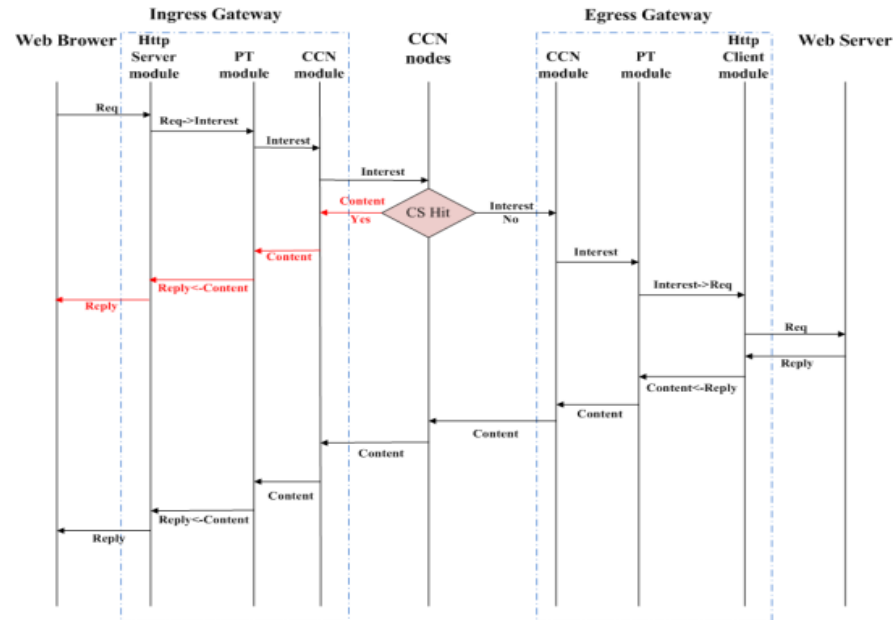 Ingress Gateway
Egress Gateway
Web Brower
Http
Server
module
PT
module
CCN
module
CCN
nodes
CCN
module
PT
module
Http
Client
module
Web Server
Req
Req->Interest
Interest
Interest
Content
Yes
CS Hit
Interest
No
Content
Interest
Reply<-Content
Interest->Req
Reply
Req
Reply
Content<-Reply
Content
Content
Content
Content
Reply<-Content
Reply